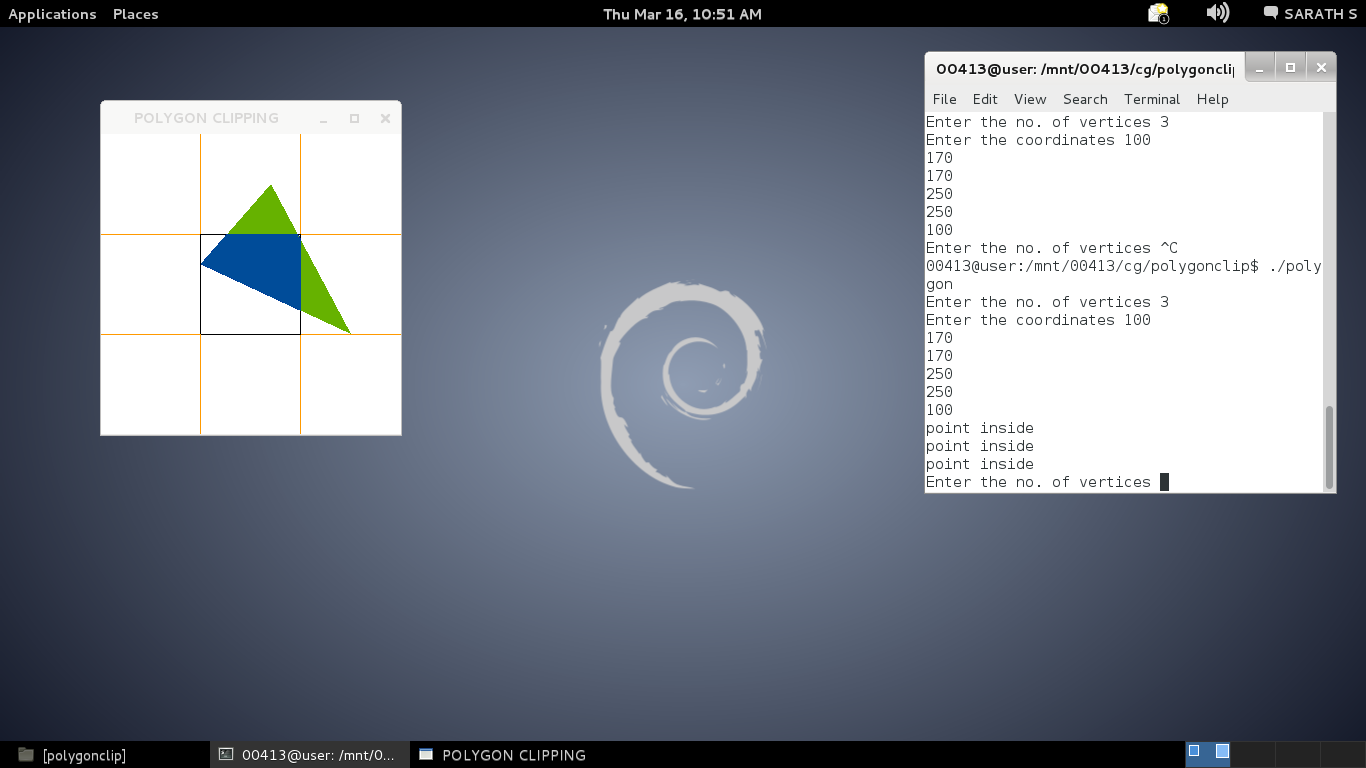 Applications Places
Thu Mar 16, 10:51 AM
1
SARATH S
POLYGON CLIPPING
00413@user: /mnt/00413/cg/polygoncli
File Edit View Search Terminal Help
Enter the no. of vertices 3
Enter the coordinates 100
170
170
250
250
100
Enter the no. of vertices ^C
00413@user:/mnt/00413/cg/polygonclip$ ./poly
gon
Enter the no. of vertices 3
Enter the coordinates 100
170
170
250
250
100
point inside
point inside
point inside
Enter the no. of vertices
[polygonclip]
00413@user: /mnt/0...
POLYGON CLIPPING